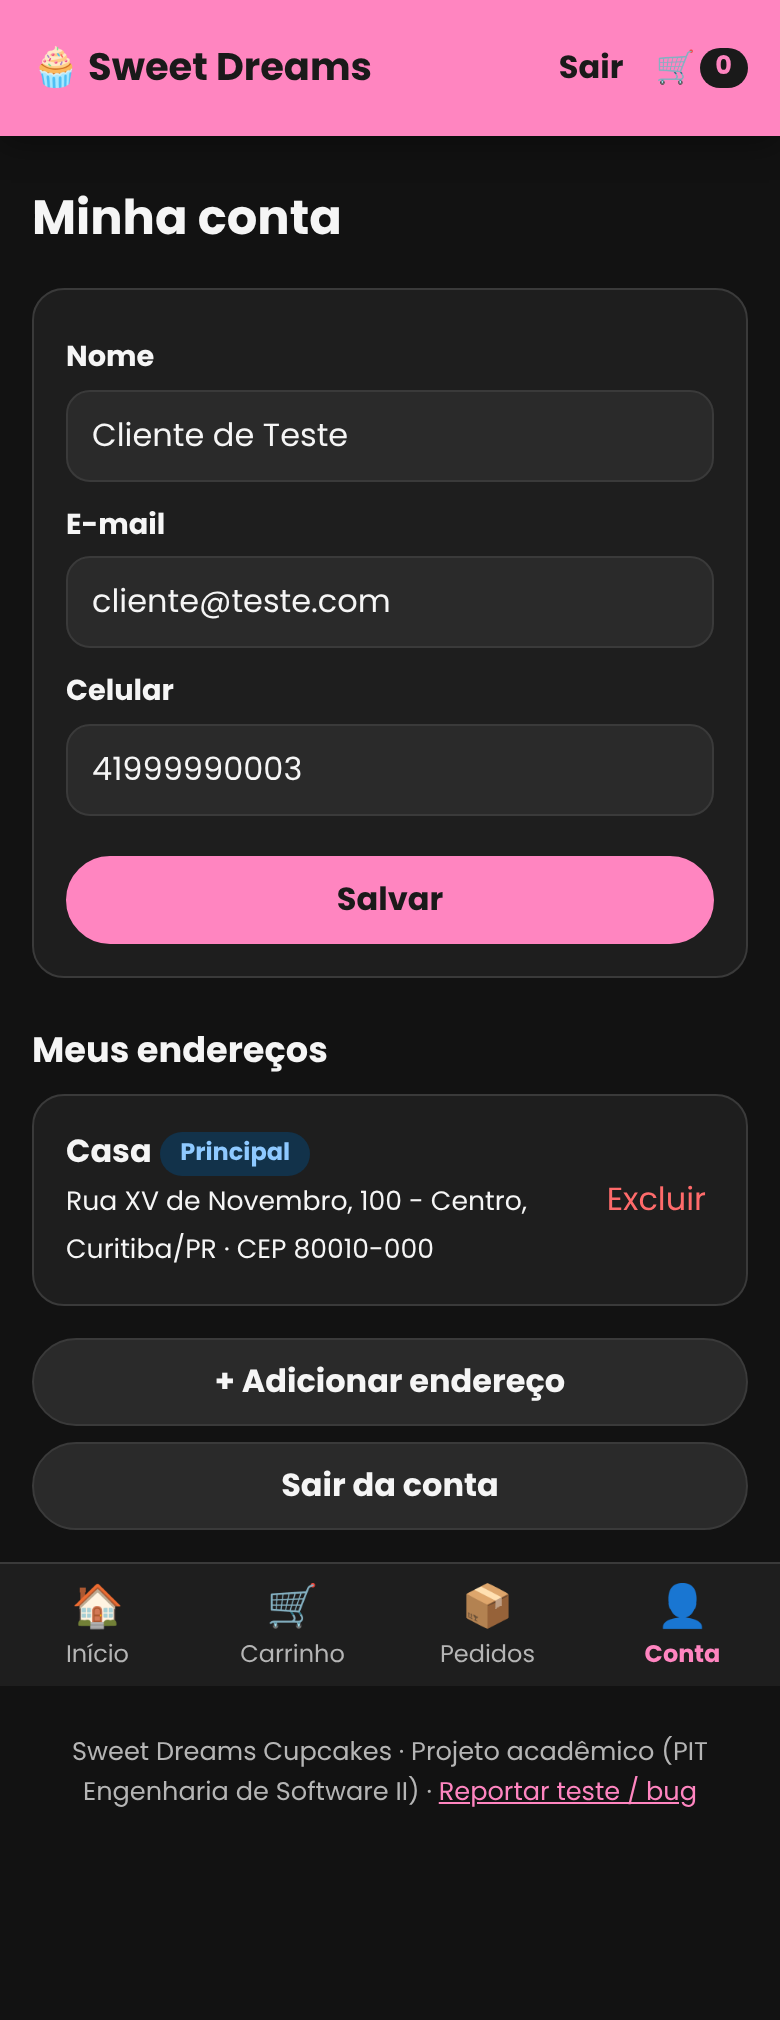 Sweet Dreams
Sair 0
Minha conta
Nome
Cliente de Teste
E-mail
cliente@teste.com
Celular
41999990003
Salvar
Meus endereços
Casa Principal
Rua XV de Novembro, 100 - Centro,
Curitiba/PR · CEP 80010-000
Excluir
+ Adicionar endereço
Sair da conta
Início
Carrinho
Pedidos
Conta
Sweet Dreams Cupcakes · Projeto acadêmico (PIT
Engenharia de Software II) · Reportar teste / bug